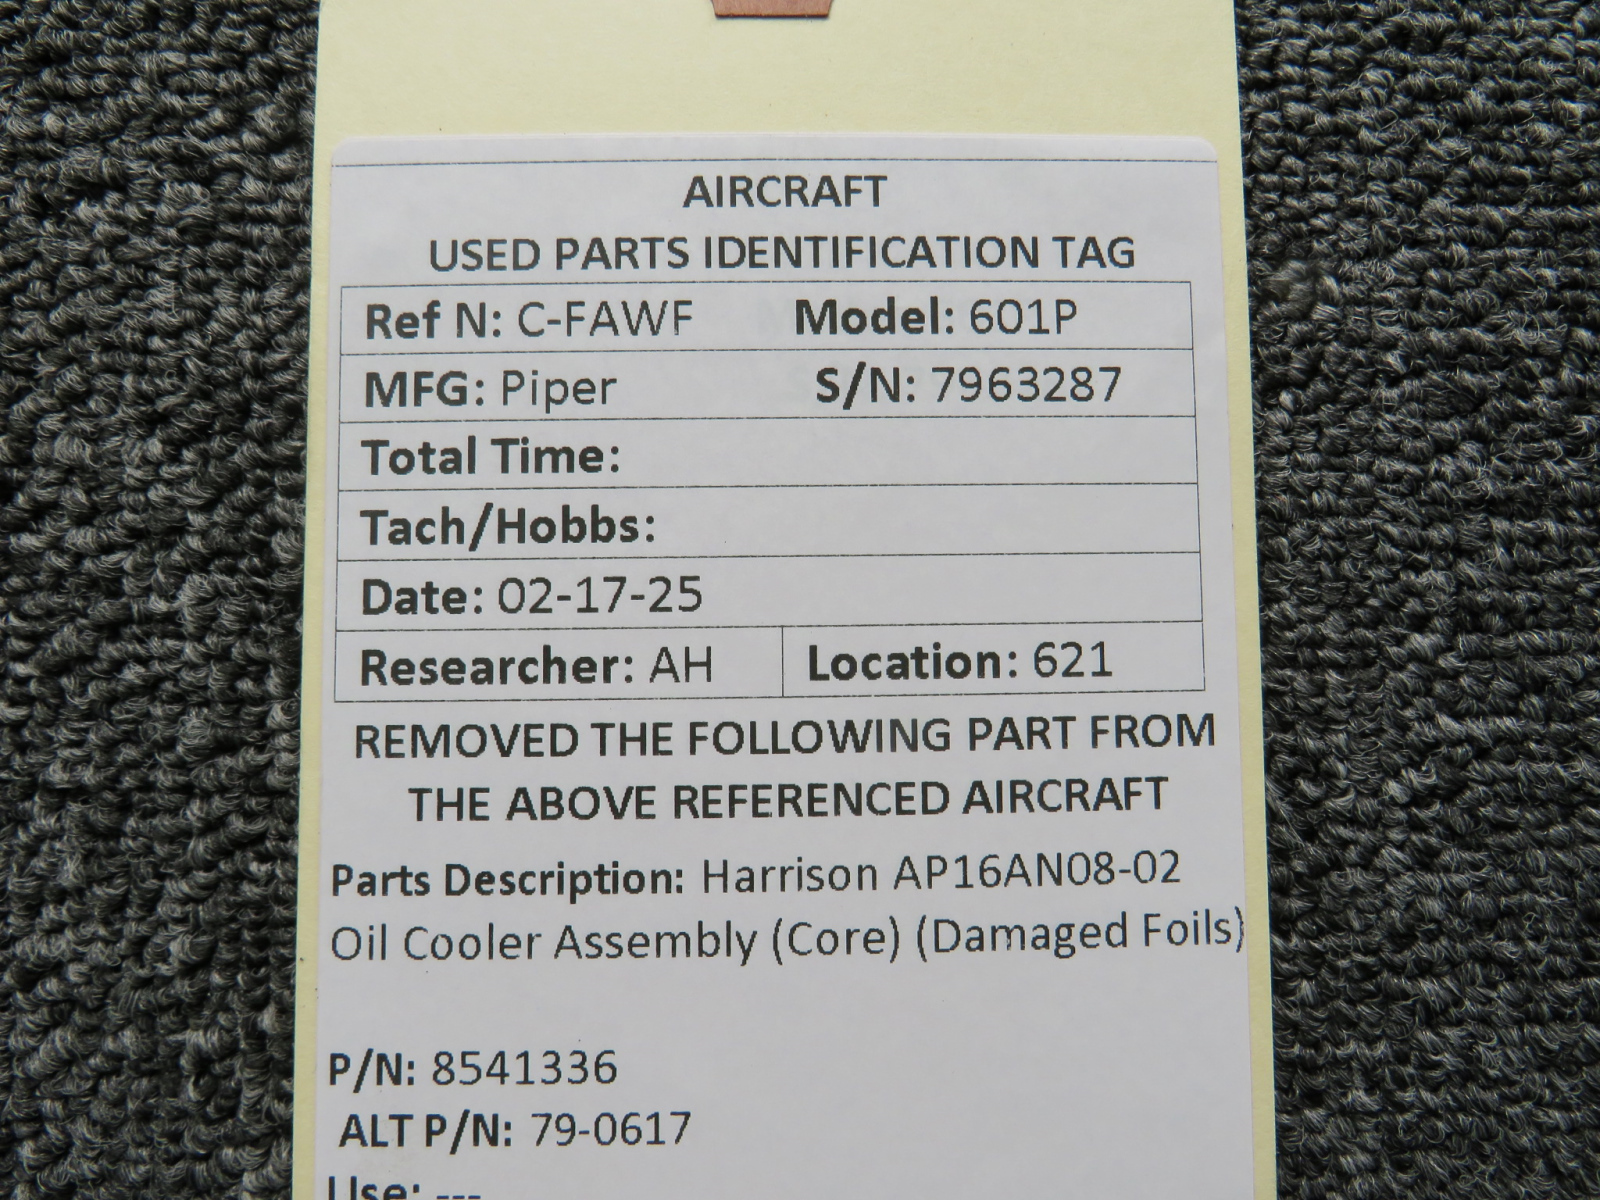 AIRCRAFT
USED PARTS IDENTIFICATION TAG
Ref N: C-FAWF Model: 601P
MFG: Piper S/N: 7963287
Total Time:
Tach/Hobbs:
Date: 02-17-25
Researcher: AH Location: 621
REMOVED THE FOLLOWING PART FROM
THE ABOVE REFERENCED AIRCRAFT
Parts Description: Harrison AP16AN08-02
Oil Cooler Assembly (Core) (Damaged Foils)
P/N: 8541336
ALT P/N: 79-0617
Use: ---